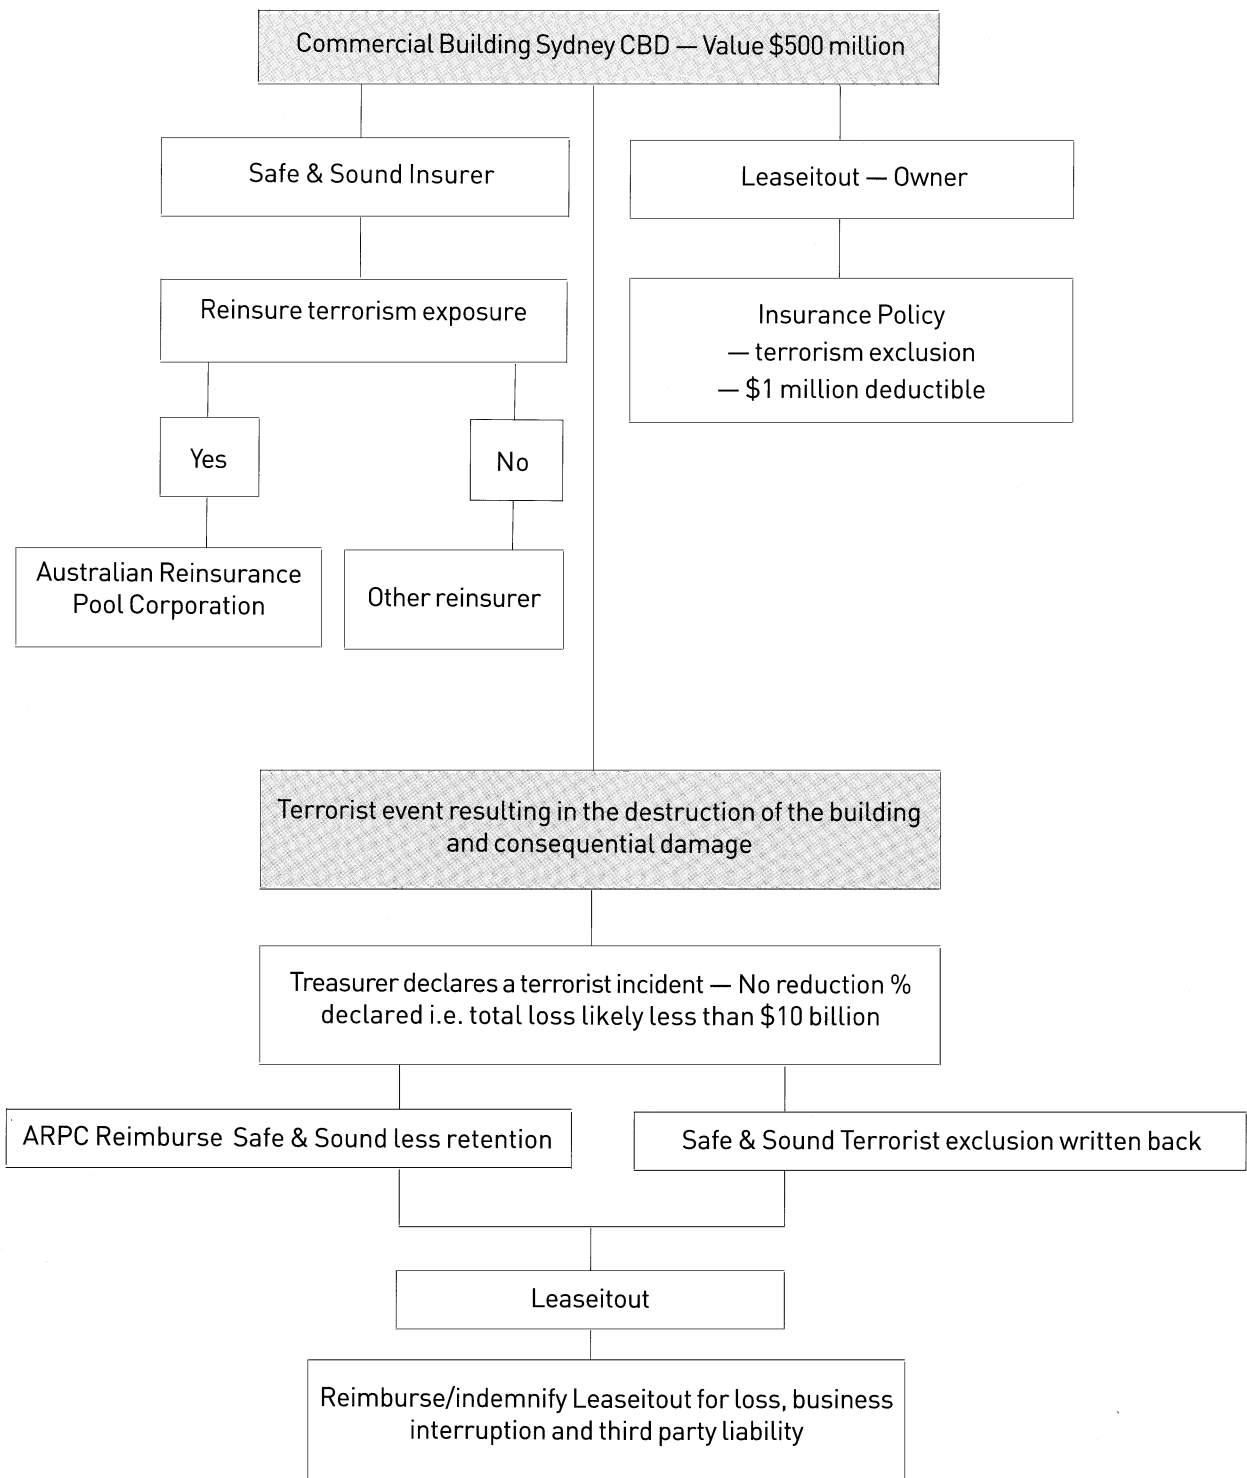 Commercial Building Sydney CBD — Value $500 million
Safe & Sound Insurer
Leaseitout — Owner
Reinsure terrorism exposure
Insurance Policy
— terrorism exclusion
— $1 million deductible
Yes
No
Australian Reinsurance
Pool Corporation
Other reinsurer
Terrorist event resulting in the destruction of the building
and consequential damage
Treasurer declares a terrorist incident — No reduction %
declared i.e. total loss likely less than $10 billion
ARPC Reimburse Safe & Sound less retention
Safe & Sound Terrorist exclusion written back
Leaseitout
Reimburse/indemnify Leaseitout for loss, business
interruption and third party liability